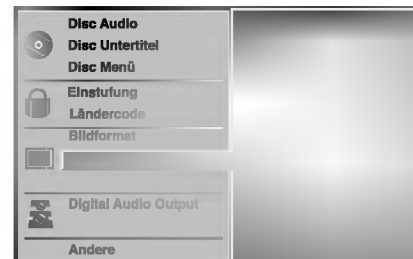 Disc Audio
Disc Untertitel
Disc Menü
Einstufung
Ländercode
Bildformat
Digital Audio Output
Andere